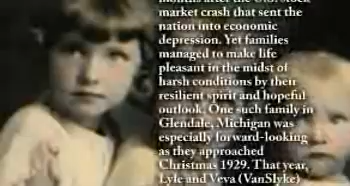 months after the U.S. stock
market crash that sent the
nation into economic
depression. Yet families
managed to make life
pleasant in the midst of
harsh conditions by their
resilient spirit and hopeful
outlook. One such family in
Glendale, Michigan was
especially forward-looking
as they approached
Christmas 1929. That year,
Lyle and Veva (VanSlyke)